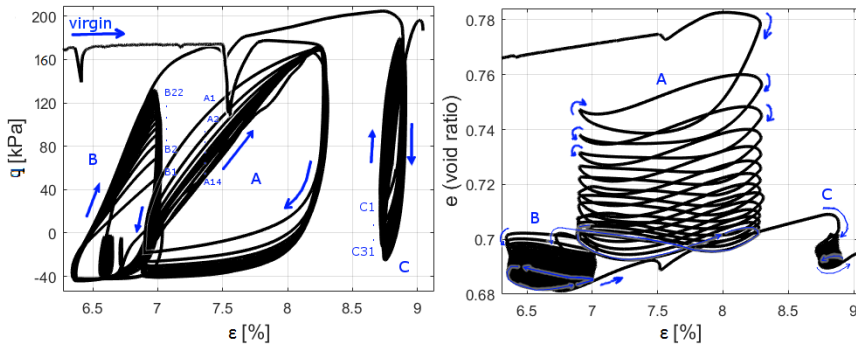 virgin
200
160
120
80
40
0
-40
q [kPa]
B22
B2
B1
B
A1
A2
A14
A
C1
C31
C
6.5
7
7.5
8
8.5
9
ε [%]
0.78
0.76
0.74
0.72
0.7
0.68
e (void ratio)
A
B
C
6.5
7
7.5
8
8.5
9
ε [%]